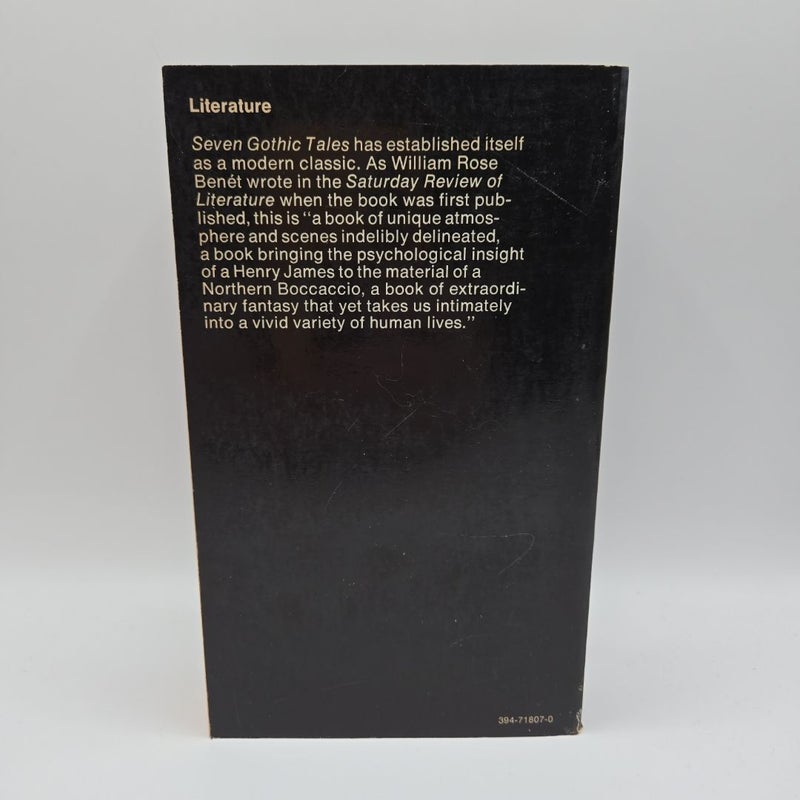 Literature
Seven Gothic Tales has established itself
as a modern classic. As William Rose
Benét wrote in the Saturday Review of
Literature when the book was first pub-
lished, this is "a book of unique atmos-
phere and scenes indelibly delineated,
a book bringing the psychological insight
of a Henry James to the material of a
Northern Boccaccio, a book of extraordi-
nary fantasy that yet takes us intimately
into a vivid variety of human lives."
394-71807-0